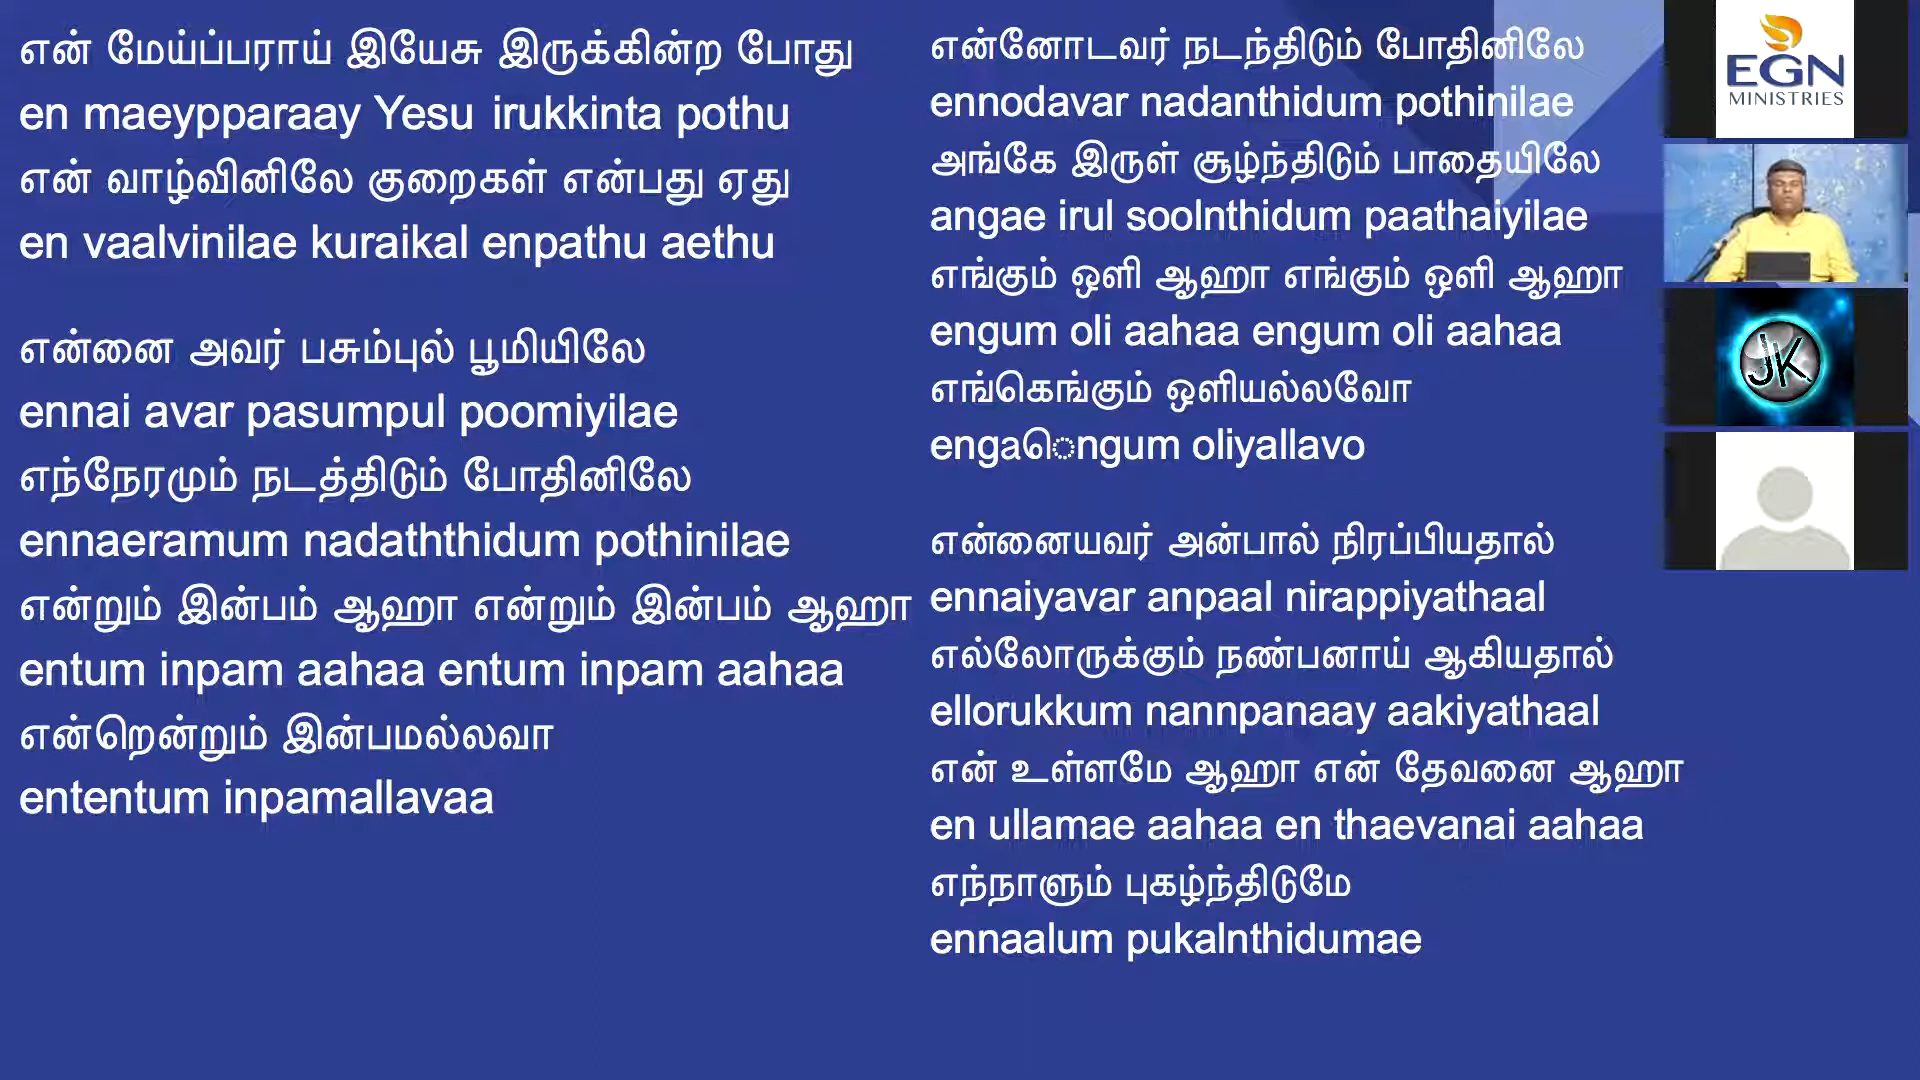 என் மேய்ப்பராய் இயேசு இருக்கின்ற போது
en maeypparaay Yesu irukkinta pothu
என் வாழ்வினிலே குறைகள் என்பது ஏது
en vaalvinilae kuraikal enpathu aethu
என்னை அவர் பசும்புல் பூமியிலே
ennai avar pasumpul poomiyilae
எந்நேரமும் நடத்திடும் போதினிலே
ennaeramum nadaththidum pothinilae
என்றும் இன்பம் ஆஹா என்றும் இன்பம் ஆஹா
entum inpam aahaa entum inpam aahaa
என்றென்றும் இன்பமல்லவா
ententum inpamallavaa
என்னோடவர் நடந்திடும் போதினிலே
ennodavar nadanthidum pothinilae
அங்கே இருள் சூழ்ந்திடும் பாதையிலே
angae irul soolnthidum paathaiyilae
எங்கும் ஒளி ஆஹா எங்கும் ஒளி ஆஹா
engum oli aahaa engum oli aahaa
எங்கெங்கும் ஒளியல்லவோ
engaெngum oliyallavo
என்னையவர் அன்பால் நிரப்பியதால்
ennaiyavar anpaal nirappiyathaal
எல்லோருக்கும் நண்பனாய் ஆகியதால்
ellorukkum nannpanaay aakiyathaal
என் உள்ளமே ஆஹா என் தேவனை ஆஹா
en ullamae aahaa en thaevanai aahaa
எந்நாளும் புகழ்ந்திடுமே
ennaalum pukalnthidumae
EGN
MINISTRIES
JK